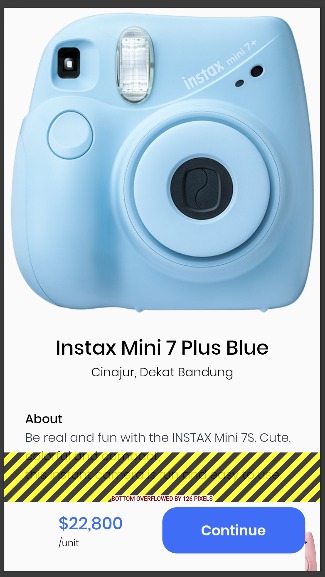 instax mini 7+
Instax Mini 7 Plus Blue
Cinajur, Dekat Bandung
About
Be real and fun with the INSTAX Mini 7S. Cute,
BOTTOM OVERFLOWED BY 126 PIXELS
$22,800
/unit
Continue